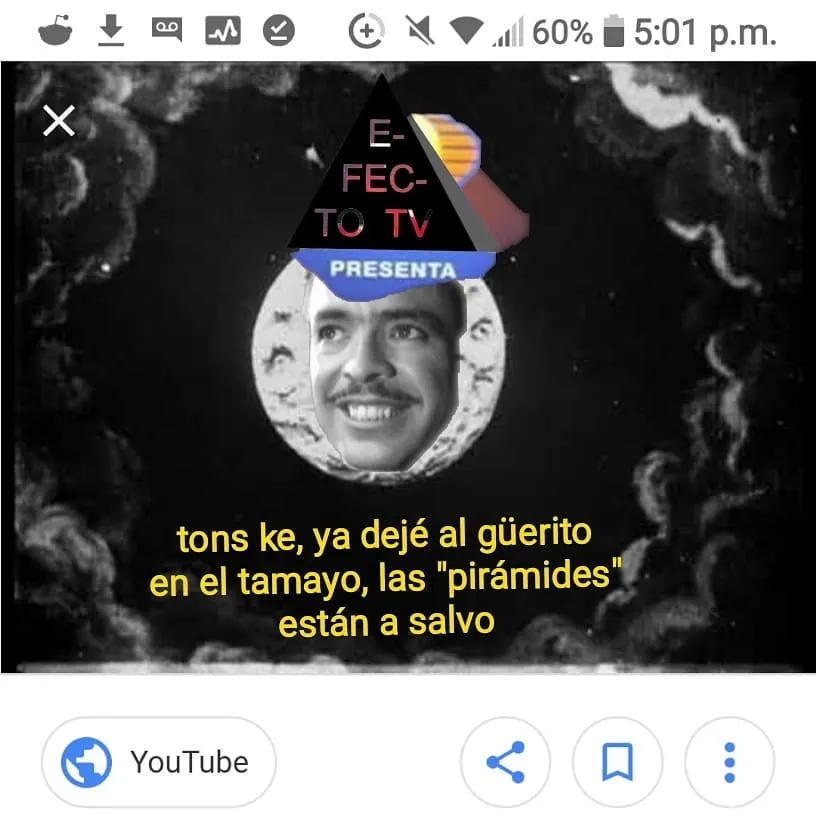 60% 5:01 p.m.
E-
FEC-
TO TV
PRESENTA
tons ke, ya dejé al güerito
en el tamayo, las "pirámides"
están a salvo
YouTube